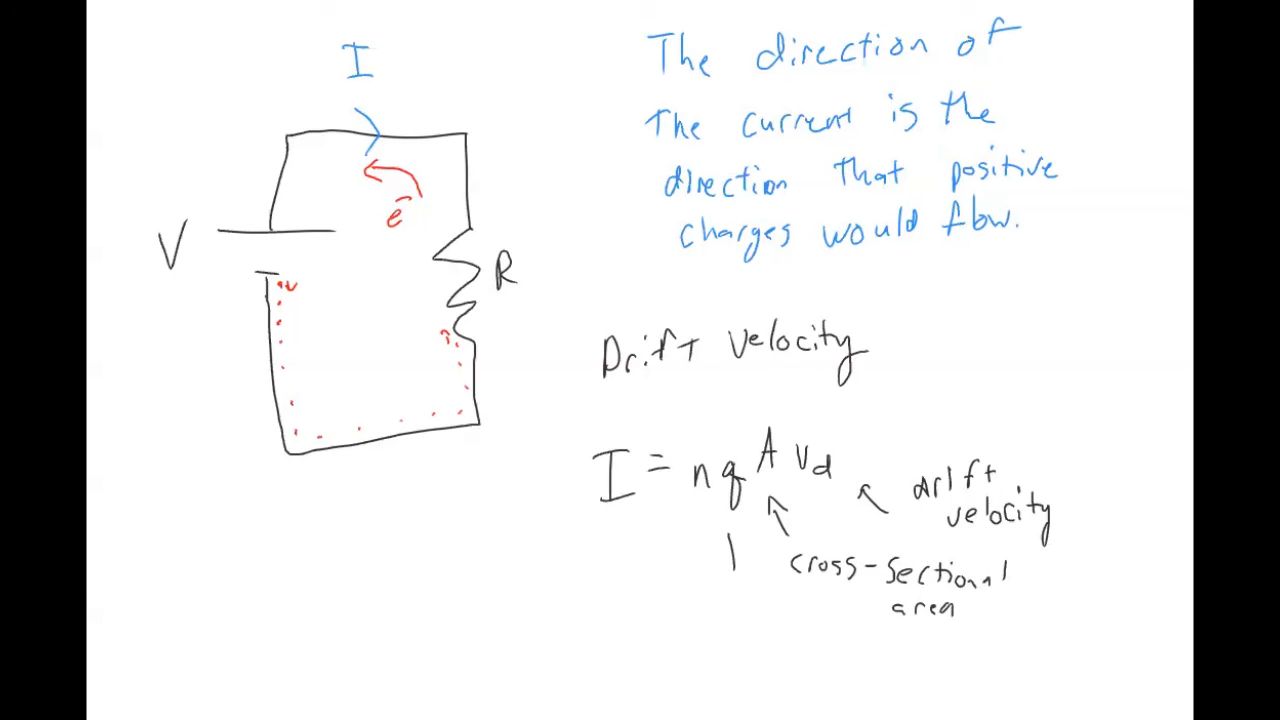 I
The direction of
the current is the
direction that positive
charges would flow.
e⁻
V
R
Drift velocity
I = nqAvd
drift
velocity
cross-sectional
area